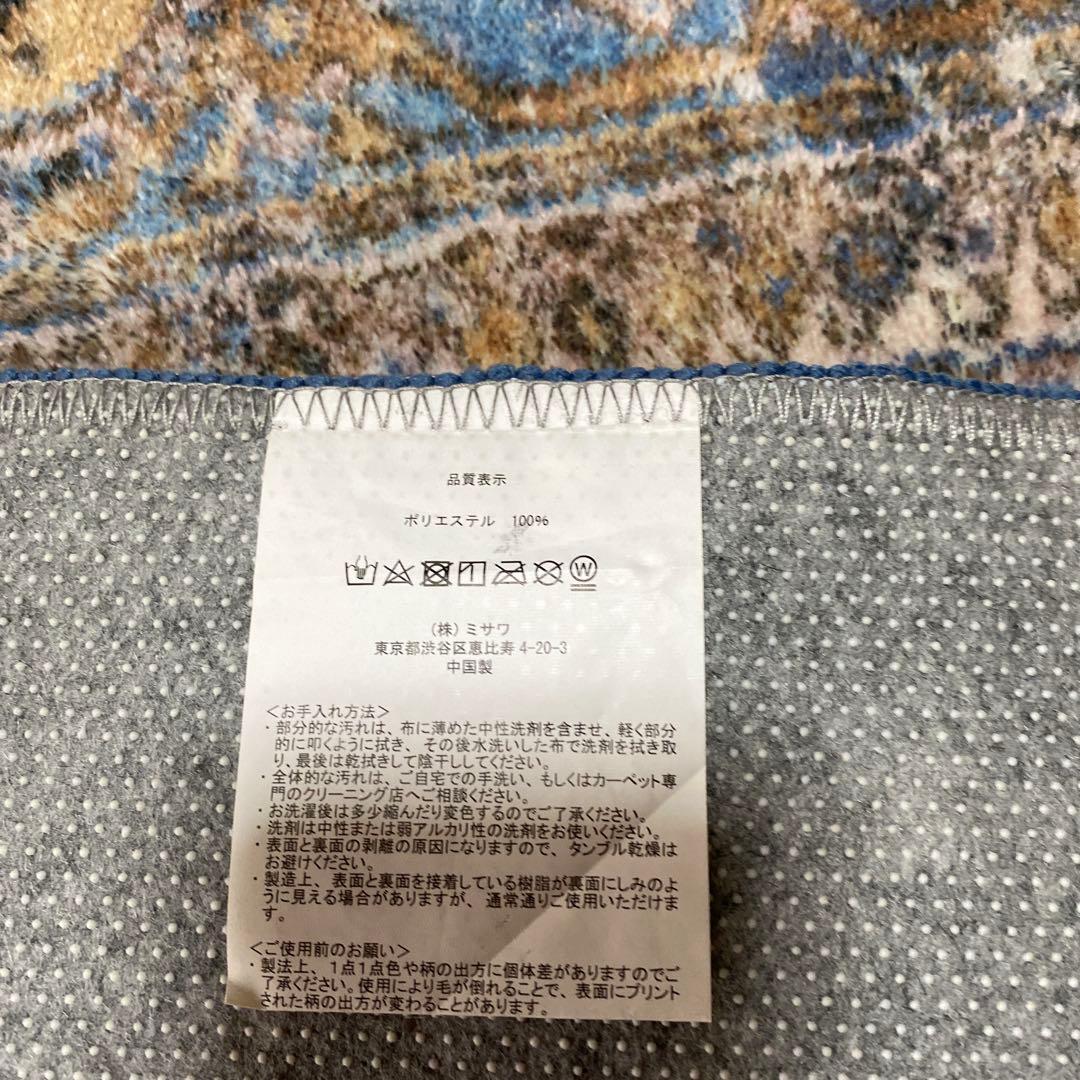 品質表示
ポリエステル 100%
W
(株)ミサワ
東京都渋谷区恵比寿4-20-3
中国製
<お手入れ方法>
・部分的な汚れは、布に薄めた中性洗剤を含ませ、軽く部分
的に叩くように拭き、その後水洗いした布で洗剤を拭き取
り、最後は乾拭きして陰干ししてください。
・全体的な汚れは、ご自宅での手洗い、もしくはカーペット専
門のクリーニング店へご相談ください。
・お洗濯後は多少縮んだり変色するのでご了承ください。
・洗剤は中性または弱アルカリ性の洗剤をお使いください。
・表面と裏面の剥離の原因になりますので、タンブル乾燥は
お避けください。
・製造上、表面と裏面を接着している樹脂が裏面にしみのよ
うに見える場合がありますが、通常通りご使用いただけま
す。
<ご使用前のお願い>
・製法上、1点1点色や柄の出方に個体差がありますのでご
了承ください。使用により毛が倒れることで、表面にプリント
された柄の出方が変わることがあります。